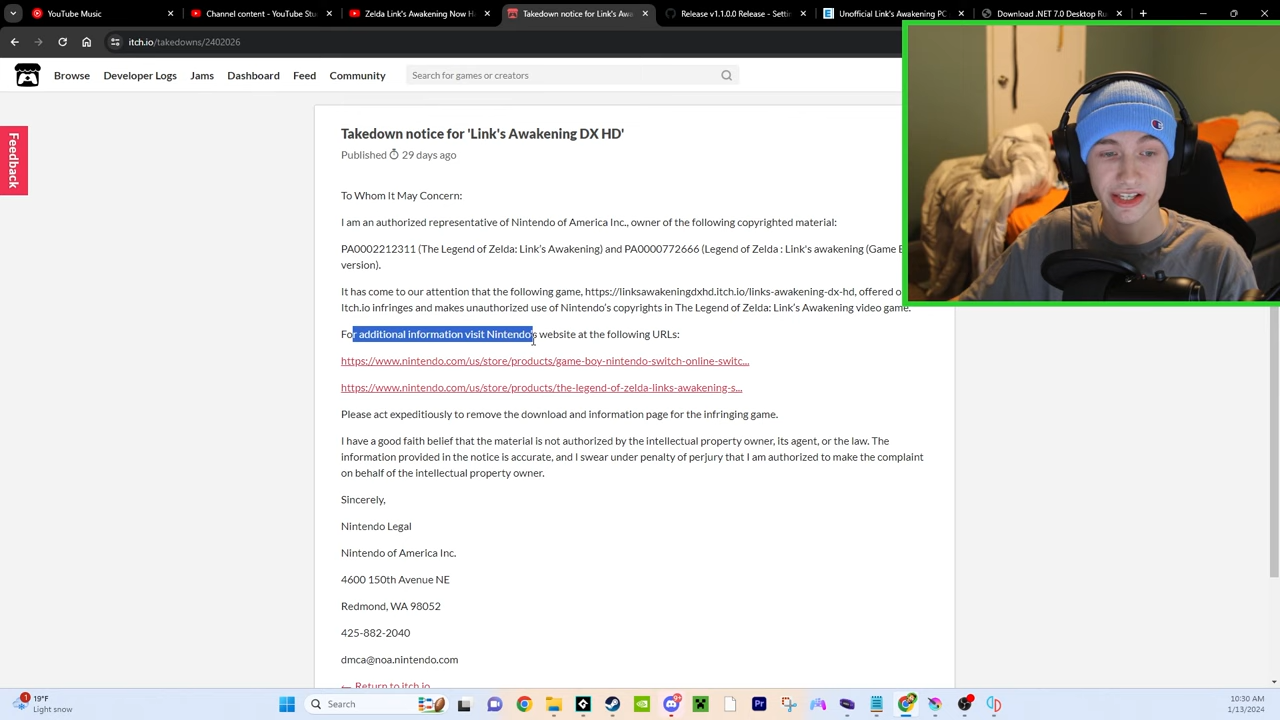 YouTube Music
Channel content - YouTube Stu
Zelda Link's Awakening Now H
Takedown notice for 'Link's Awa
Release v1.1.0.0 Release - Setti
Unofficial Link's Awakening PC
Download .NET 7.0 Desktop Ru
itch.io/takedowns/2402026
Browse Developer Logs Jams Dashboard Feed Community Search for games or creators
Feedback
Takedown notice for 'Link's Awakening DX HD'
Published 29 days ago
To Whom It May Concern:
I am an authorized representative of Nintendo of America Inc., owner of the following copyrighted material:
PA0002212311 (The Legend of Zelda: Link's Awakening) and PA0000772666 (Legend of Zelda : Link's awakening (Game B
version).
It has come to our attention that the following game, https://linksawakeningdxhd.itch.io/links-awakening-dx-hd, offered o
Itch.io infringes and makes unauthorized use of Nintendo's copyrights in The Legend of Zelda: Link's Awakening video game.
For additional information visit Nintendo's website at the following URLs:
https://www.nintendo.com/us/store/products/game-boy-nintendo-switch-online-switc...
https://www.nintendo.com/us/store/products/the-legend-of-zelda-links-awakening-s...
Please act expeditiously to remove the download and information page for the infringing game.
I have a good faith belief that the material is not authorized by the intellectual property owner, its agent, or the law. The
information provided in the notice is accurate, and I swear under penalty of perjury that I am authorized to make the complaint
on behalf of the intellectual property owner.
Sincerely,
Nintendo Legal
Nintendo of America Inc.
4600 150th Avenue NE
Redmond, WA 98052
425-882-2040
dmca@noa.nintendo.com
← Return to itch.io
1
19°F
Light snow
Search
10:30 AM
1/13/2024